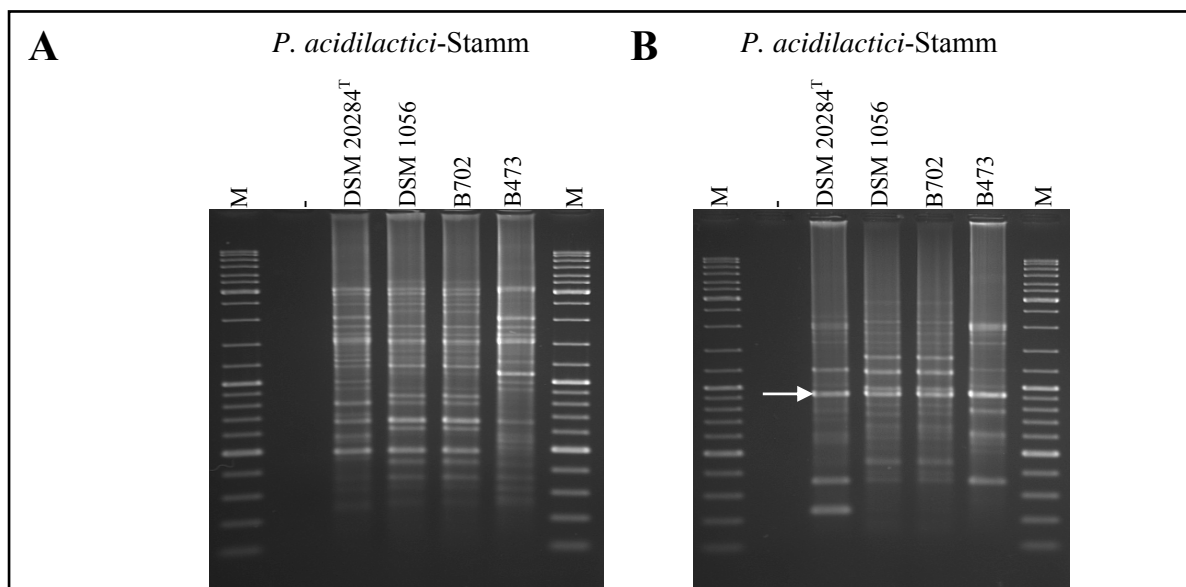 A
P. acidilactici-Stamm
M
-
DSM 20284T
DSM 1056
B702
B473
M
B
P. acidilactici-Stamm
M
-
DSM 20284T
DSM 1056
B702
B473
M